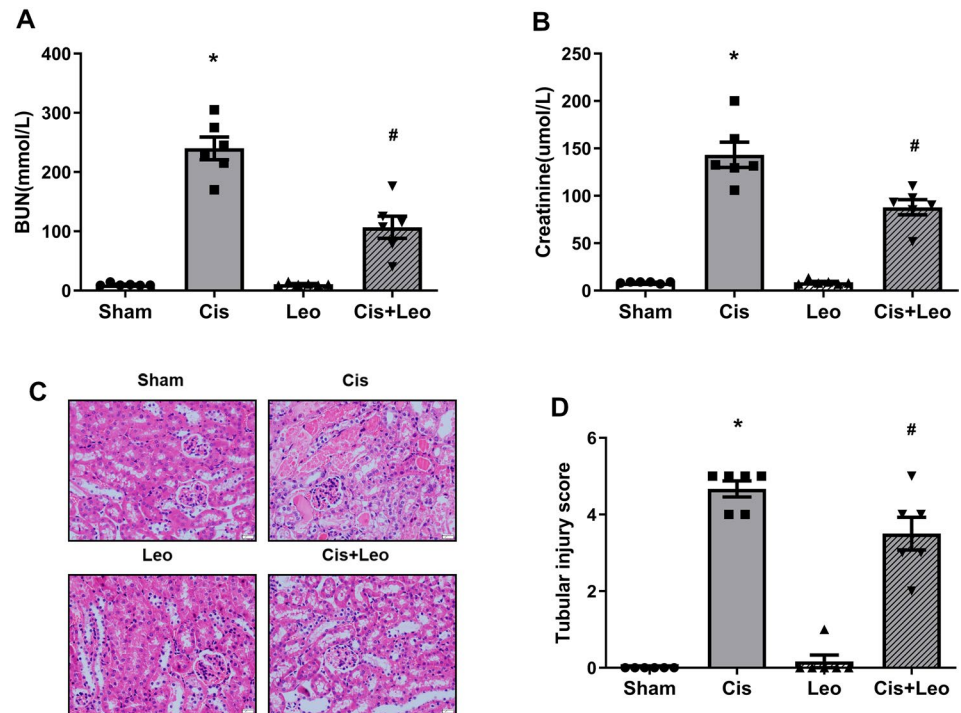 A
BUN(mmol/L)
400
300
200
100
0
*
#
Sham Cis Leo Cis+Leo
B
Creatinine(umol/L)
250
200
150
100
50
0
*
#
Sham Cis Leo Cis+Leo
C
Sham Cis
Leo Cis+Leo
D
Tubular injury score
6
4
2
0
*
#
Sham Cis Leo Cis+Leo